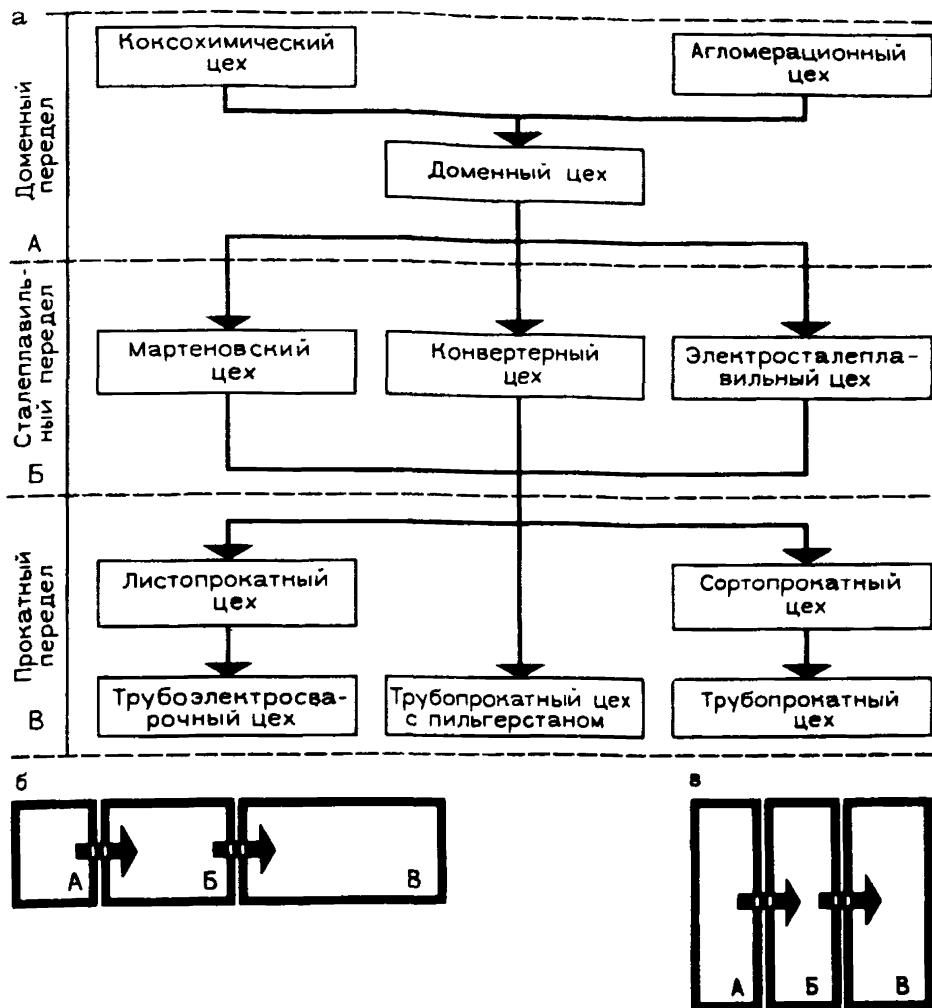 а
Коксохимический
цех
Агломерационный
цех
Доменный
передел
Доменный цех
А
Сталеплавиль-
ный передел
Мартеновский
цех
Конвертерный
цех
Электросталепла-
вильный цех
Б
Прокатный
передел
Листопрокатный
цех
Сортопрокатный
цех
Трубоэлектросва-
рочный цех
Трубопрокатный цех
с пильгерстаном
Трубопрокатный
цех
В
б
А
Б
В
в
А
Б
В